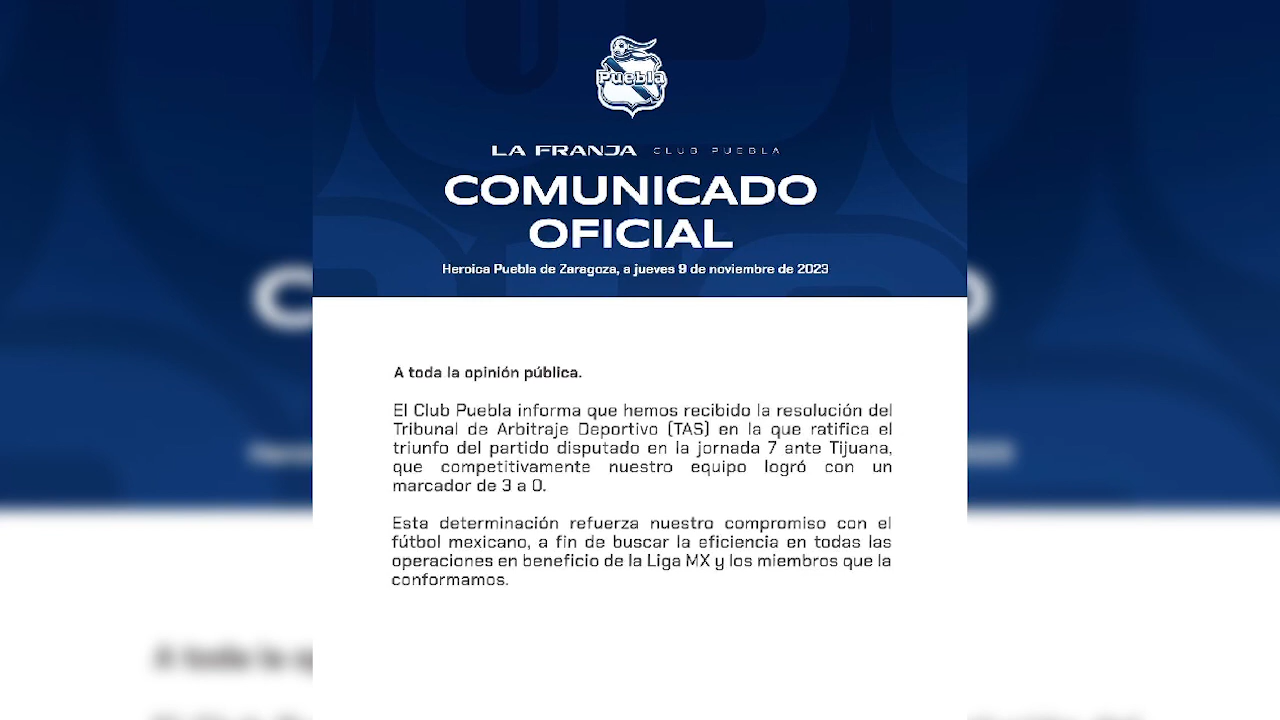 Puebla
LA FRANJA CLUB PUEBLA
COMUNICADO
OFICIAL
Heroica Puebla de Zaragoza, a jueves 9 de noviembre de 2023
A toda la opinión pública.
El Club Puebla informa que hemos recibido la resolución del
Tribunal de Arbitraje Deportivo (TAS) en la que ratifica el
triunfo del partido disputado en la jornada 7 ante Tijuana,
que competitivamente nuestro equipo logró con un
marcador de 3 a 0.
Esta determinación refuerza nuestro compromiso con el
fútbol mexicano, a fin de buscar la eficiencia en todas las
operaciones en beneficio de la Liga MX y los miembros que la
conformamos.